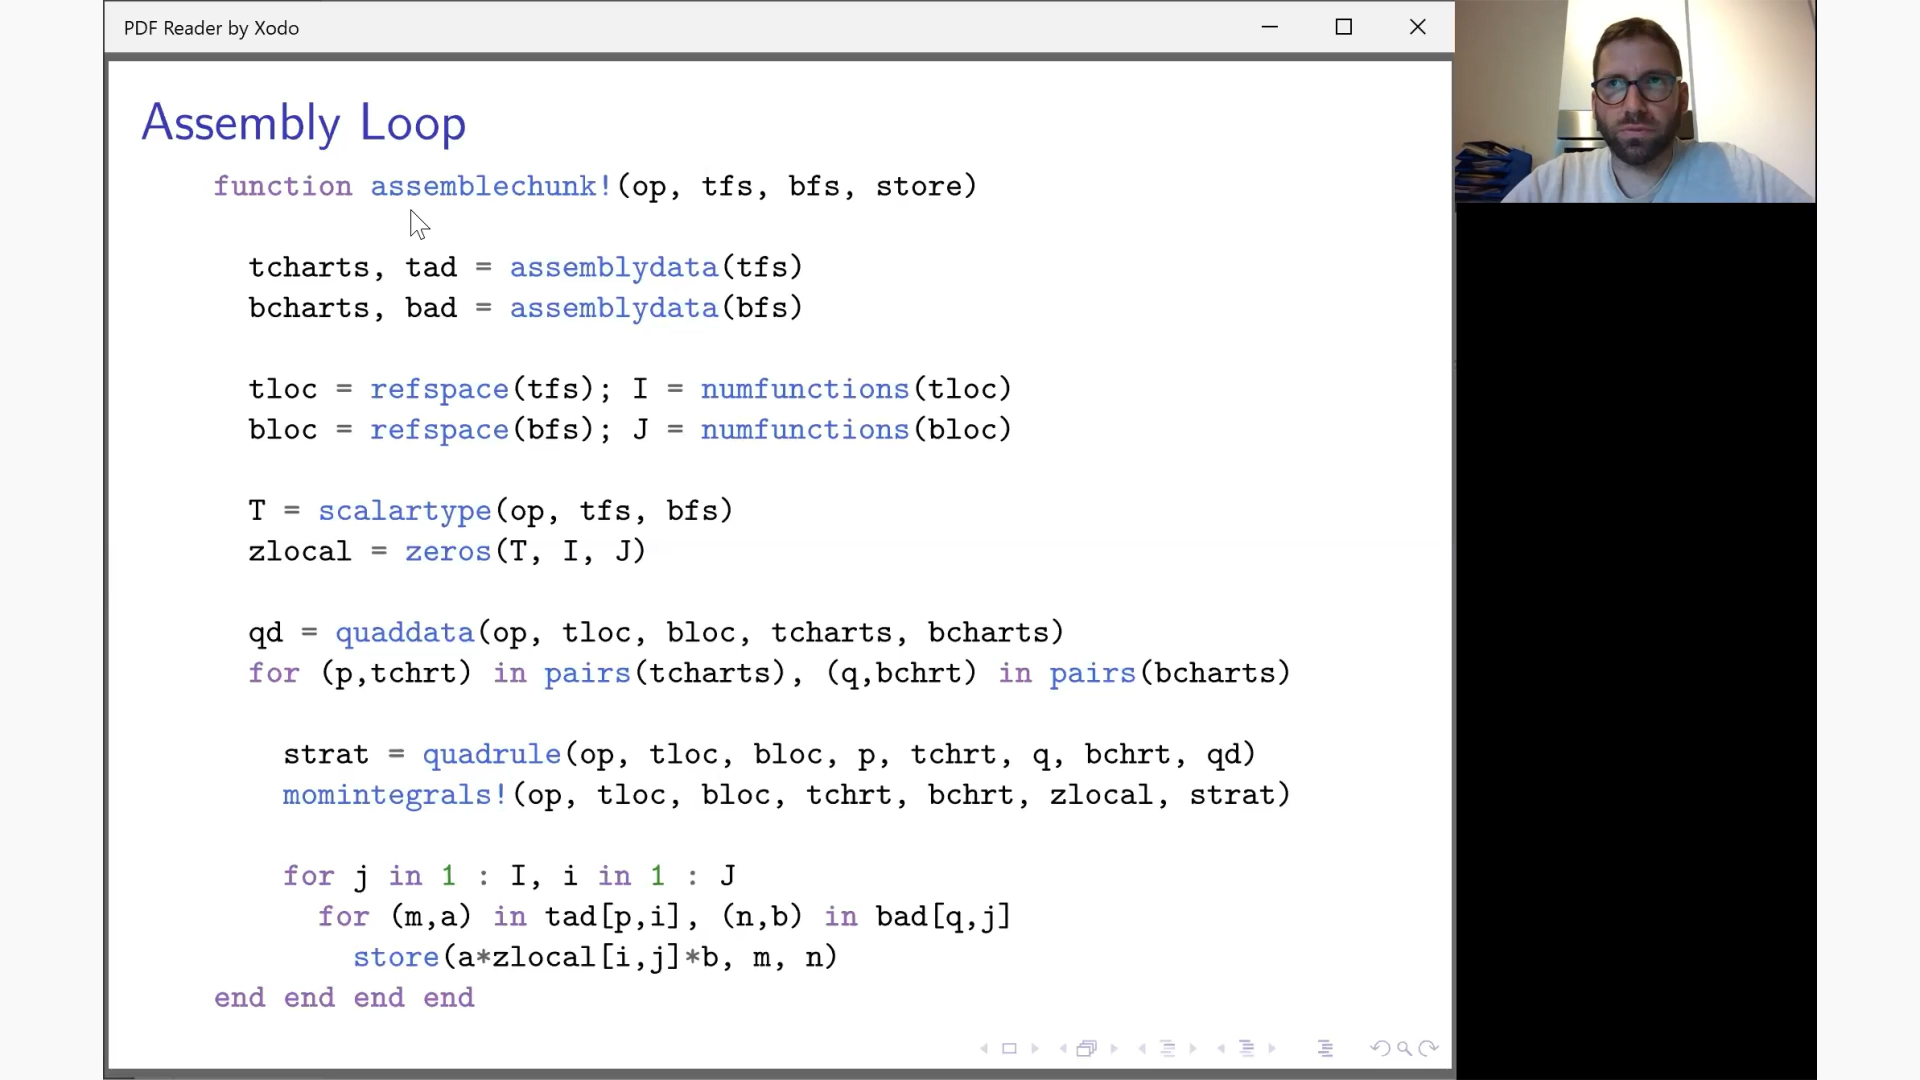 PDF Reader by Xodo
Assembly Loop
function assemblechunk!(op, tfs, bfs, store)
tcharts, tad = assemblydata(tfs)
bcharts, bad = assemblydata(bfs)
tloc = refspace(tfs); I = numfunctions(tloc)
bloc = refspace(bfs); J = numfunctions(bloc)
T = scalartype(op, tfs, bfs)
zlocal = zeros(T, I, J)
qd = quaddata(op, tloc, bloc, tcharts, bcharts)
for (p,tchrt) in pairs(tcharts), (q,bchrt) in pairs(bcharts)
strat = quadrule(op, tloc, bloc, p, tchrt, q, bchrt, qd)
momintegrals!(op, tloc, bloc, tchrt, bchrt, zlocal, strat)
for j in 1 : I, i in 1 : J
for (m,a) in tad[p,i], (n,b) in bad[q,j]
store(a*zlocal[i,j]*b, m, n)
end end end end